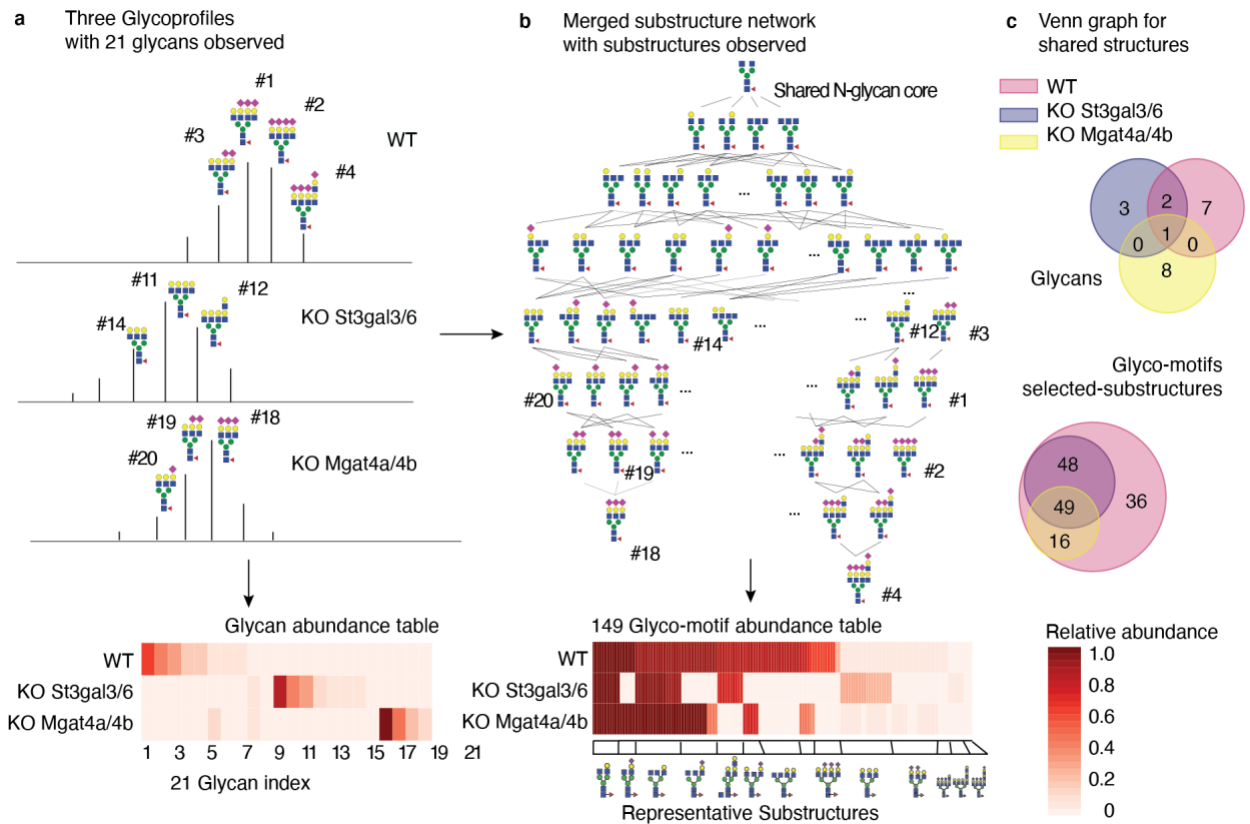 a Three Glycoprofiles
with 21 glycans observed
#1
#2
#3
WT
#4
#11
#12
KO St3gal3/6
#14
#19
#18
KO Mgat4a/4b
#20
Glycan abundance table
WT
KO St3gal3/6
KO Mgat4a/4b
1 3 5 7 9 11 13 15 17 19 21
21 Glycan index
b Merged substructure network
with substructures observed
Shared N-glycan core
...
...
...
... ... #12 #3
#14
#20 ... ... #1
#19 ... ... #2
...
#18
#4
149 Glyco-motif abundance table
WT
KO St3gal3/6
KO Mgat4a/4b
Representative Substructures
c Venn graph for
shared structures
WT
KO St3gal3/6
KO Mgat4a/4b
3 2 7
1
0 0
Glycans 8
Glyco-motifs
selected-substructures
48
49 36
16
Relative abundance
1.0
0.8
0.6
0.4
0.2
0